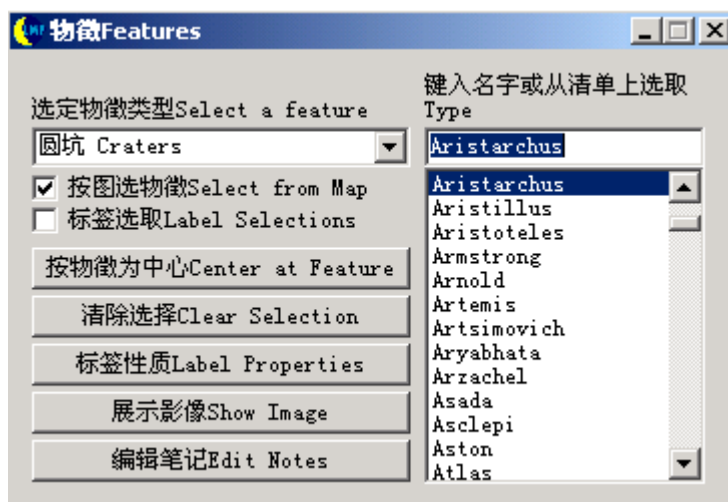 物徵Features
选定物徵类型Select a feature
圆坑 Craters
按图选物徵Select from Map
标签选取Label Selections
按物徵为中心Center at Feature
清除选择Clear Selection
标签性质Label Properties
展示影像Show Image
编辑笔记Edit Notes
键入名字或从清单上选取
Type
Aristarchus
Aristarchus
Aristillus
Aristoteles
Armstrong
Arnold
Artemis
Artsimovich
Aryabhata
Arzachel
Asada
Asclepi
Aston
Atlas